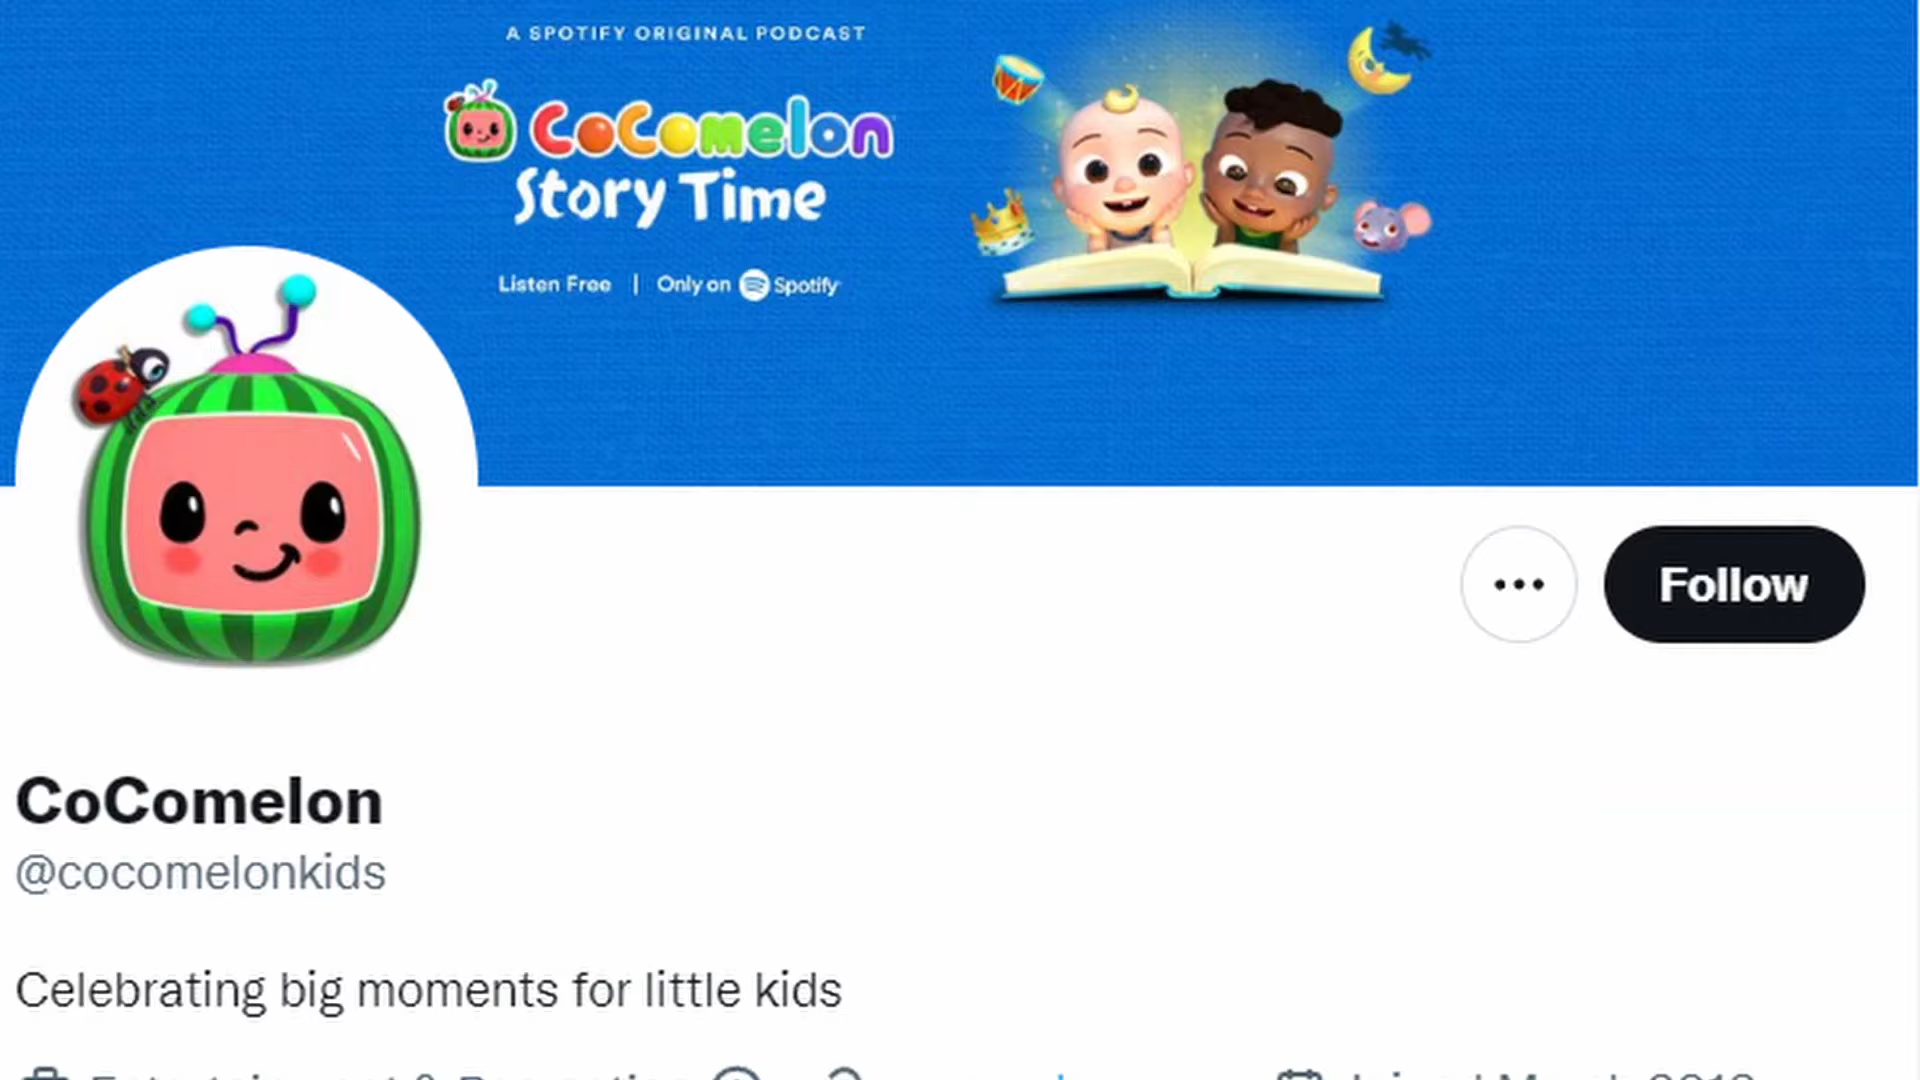 A SPOTIFY ORIGINAL PODCAST
CoComelon
Story Time
Listen Free | Only on Spotify
Follow
CoComelon
@cocomelonkids
Celebrating big moments for little kids